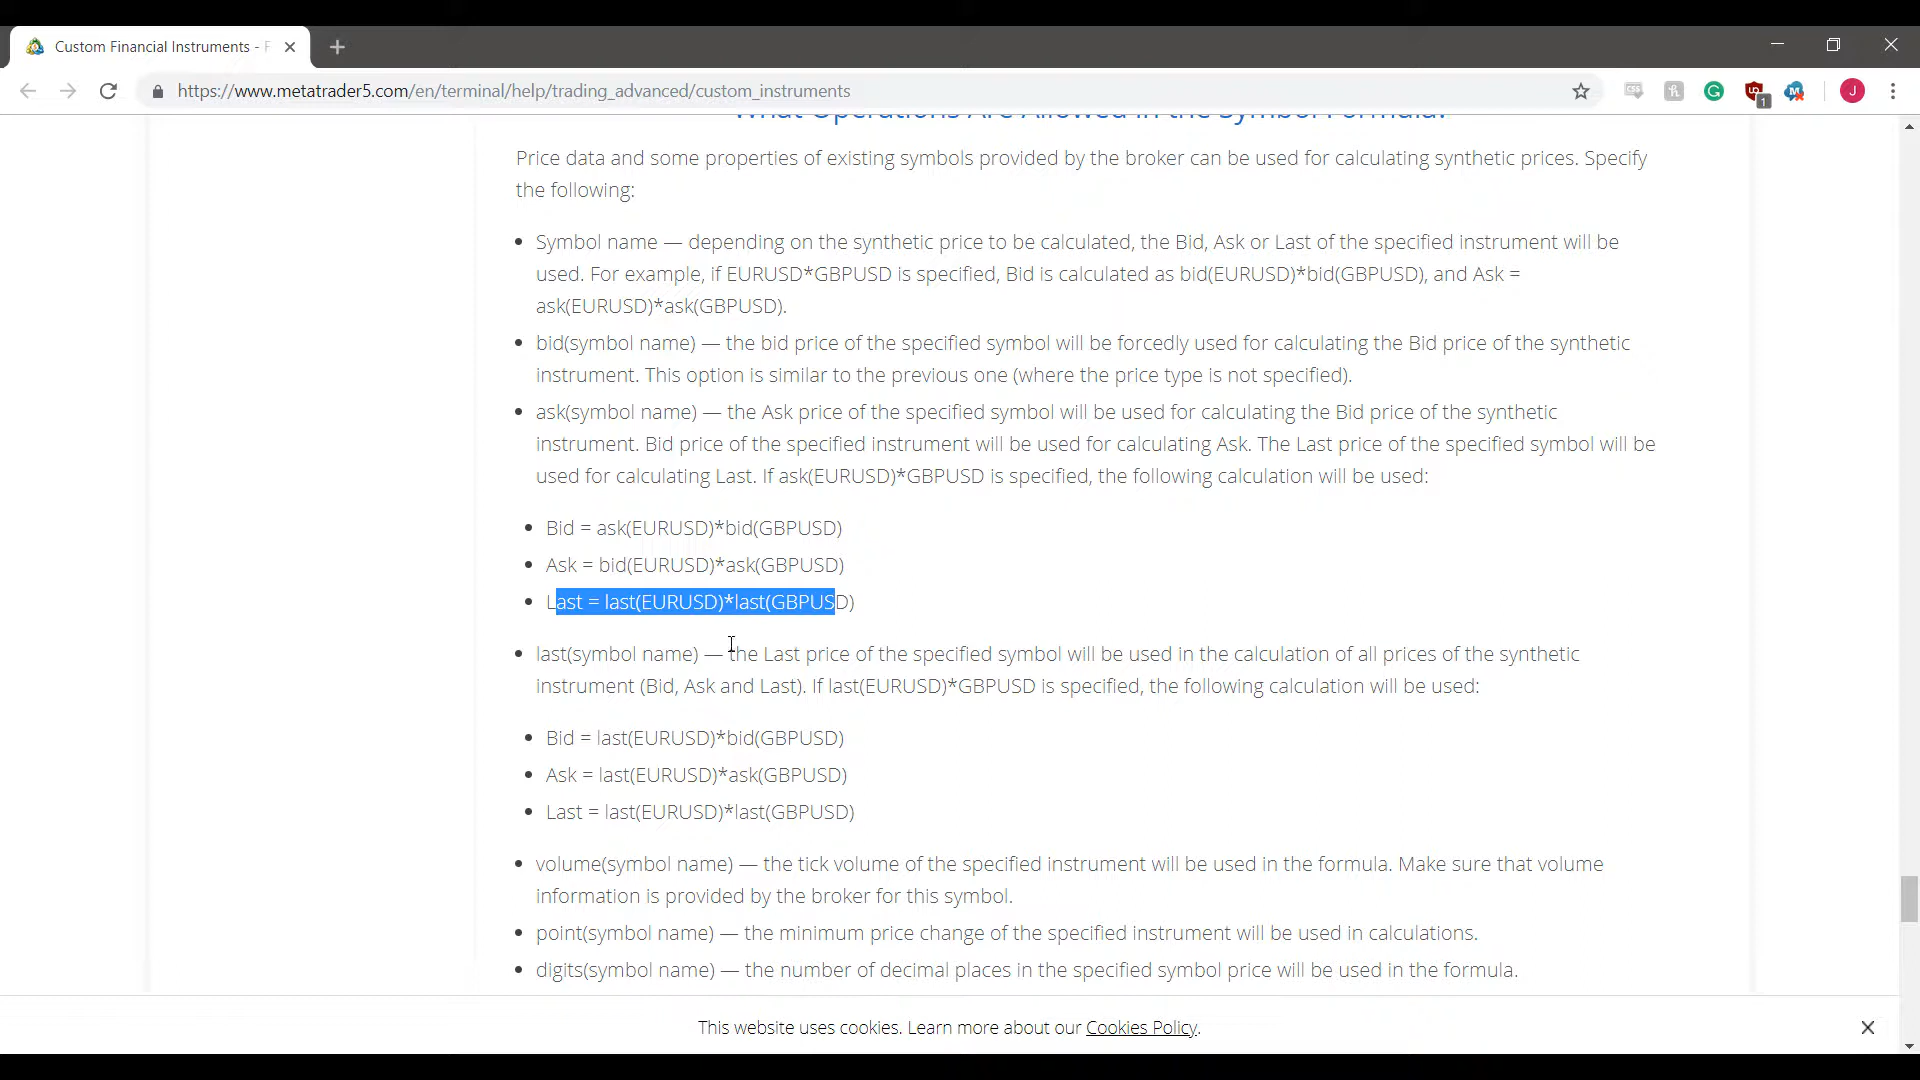 Custom Financial Instruments - F
https://www.metatrader5.com/en/terminal/help/trading_advanced/custom_instruments
CSS
1
J
What Operations Are Allowed in the Symbol Formula?
Price data and some properties of existing symbols provided by the broker can be used for calculating synthetic prices. Specify
the following:
• Symbol name — depending on the synthetic price to be calculated, the Bid, Ask or Last of the specified instrument will be
used. For example, if EURUSD*GBPUSD is specified, Bid is calculated as bid(EURUSD)*bid(GBPUSD), and Ask =
ask(EURUSD)*ask(GBPUSD).
• bid(symbol name) — the bid price of the specified symbol will be forcedly used for calculating the Bid price of the synthetic
instrument. This option is similar to the previous one (where the price type is not specified).
• ask(symbol name) — the Ask price of the specified symbol will be used for calculating the Bid price of the synthetic
instrument. Bid price of the specified instrument will be used for calculating Ask. The Last price of the specified symbol will be
used for calculating Last. If ask(EURUSD)*GBPUSD is specified, the following calculation will be used:
• Bid = ask(EURUSD)*bid(GBPUSD)
• Ask = bid(EURUSD)*ask(GBPUSD)
• Last = last(EURUSD)*last(GBPUSD)
• last(symbol name) — the Last price of the specified symbol will be used in the calculation of all prices of the synthetic
instrument (Bid, Ask and Last). If last(EURUSD)*GBPUSD is specified, the following calculation will be used:
• Bid = last(EURUSD)*bid(GBPUSD)
• Ask = last(EURUSD)*ask(GBPUSD)
• Last = last(EURUSD)*last(GBPUSD)
• volume(symbol name) — the tick volume of the specified instrument will be used in the formula. Make sure that volume
information is provided by the broker for this symbol.
• point(symbol name) — the minimum price change of the specified instrument will be used in calculations.
• digits(symbol name) — the number of decimal places in the specified symbol price will be used in the formula.
This website uses cookies. Learn more about our Cookies Policy.